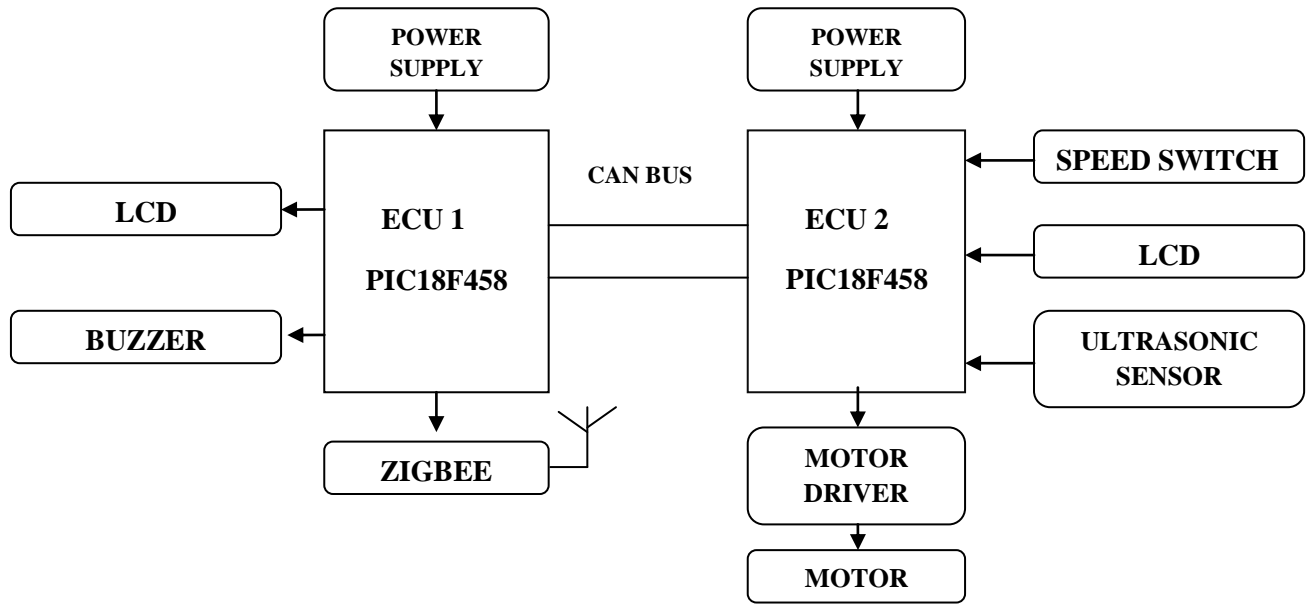 POWER
SUPPLY
POWER
SUPPLY
CAN BUS
SPEED SWITCH
LCD
ECU 1
PIC18F458
ECU 2
PIC18F458
LCD
BUZZER
ULTRASONIC
SENSOR
ZIGBEE
MOTOR
DRIVER
MOTOR